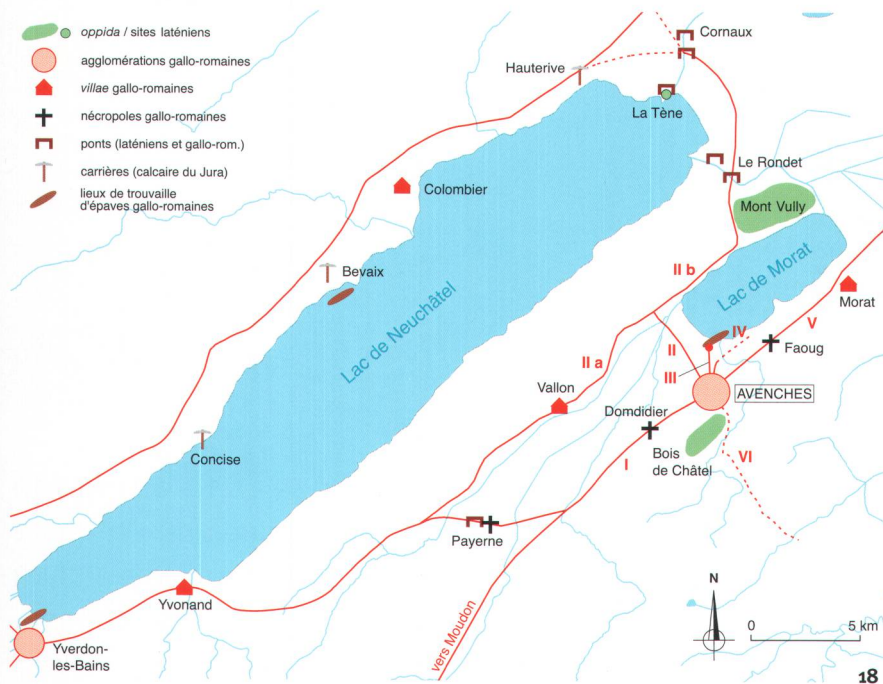 oppida / sites laténiens
agglomérations gallo-romaines
villae gallo-romaines
nécropoles gallo-romaines
ponts (laténiens et gallo-rom.)
carrières (calcaire du Jura)
lieux de trouvaille
d'épaves gallo-romaines
Cornaux
Hauterive
La Tène
Le Rondet
Colombier
Mont Vully
Bevaix
II b
Lac de Morat
Lac de Neuchâtel
Morat
IV
V
II
Faoug
II a
III
Vallon
AVENCHES
Domdidier
Concise
Bois
de Châtel
VI
I
Payerne
N
Yvonand
vers Moudon
0 5 km
Yverdon-
les-Bains
18